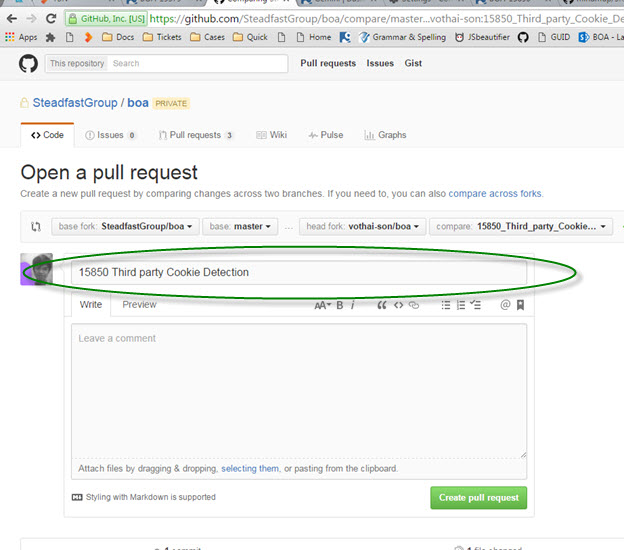 GitHub, Inc. [US] https://github.com/SteadfastGroup/boa/compare/master...vothai-son:15850_Third_party_Cookie_Detection
Apps Docs Tickets Cases Quick Home Grammar & Spelling JSbeautifier GUID BOA - L
This repository Search Pull requests Issues Gist
SteadfastGroup / boa PRIVATE
Code Issues 0 Pull requests 3 Wiki Pulse Graphs
Open a pull request
Create a new pull request by comparing changes across two branches. If you need to, you can also compare across forks.
base fork: SteadfastGroup/boa base: master ... head fork: vothai-son/boa compare: 15850_Third_party_Cookie...
15850 Third party Cookie Detection
Write Preview AA B i @
Leave a comment
Attach files by dragging & dropping, selecting them, or pasting from the clipboard.
Styling with Markdown is supported Create pull request